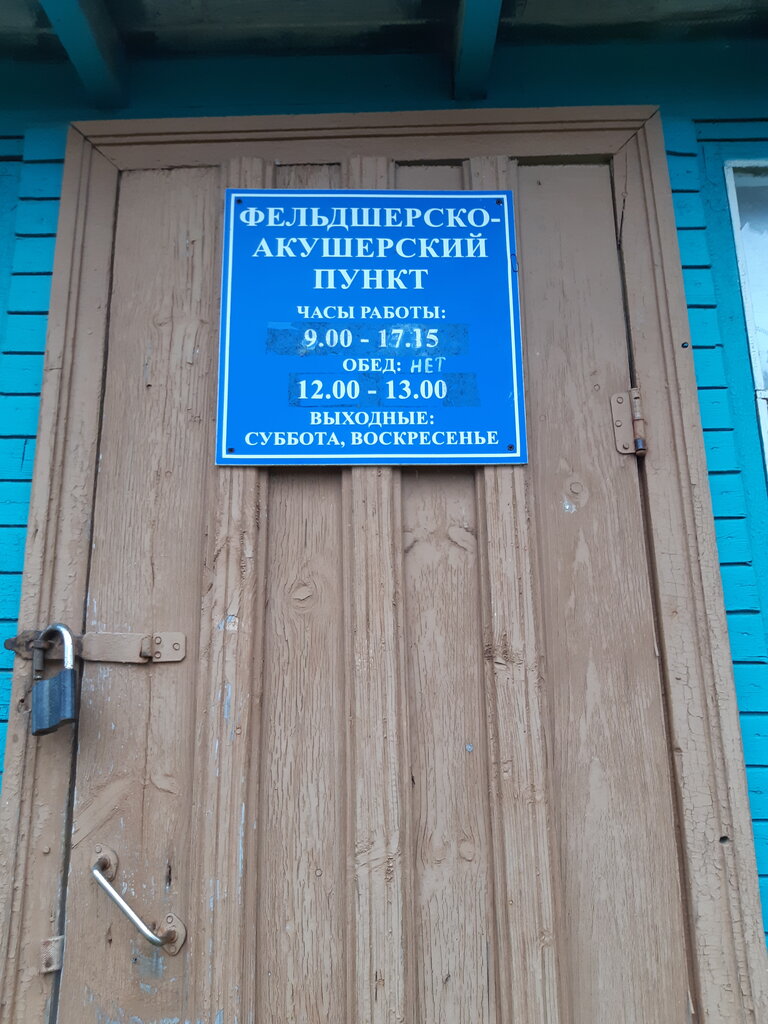 ФЕЛЬДШЕРСКО-
АКУШЕРСКИЙ
ПУНКТ
ЧАСЫ РАБОТЫ:
9.00 - 17.15
ОБЕД: НЕТ
12.00 - 13.00
ВЫХОДНЫЕ:
СУББОТА, ВОСКРЕСЕНЬЕ